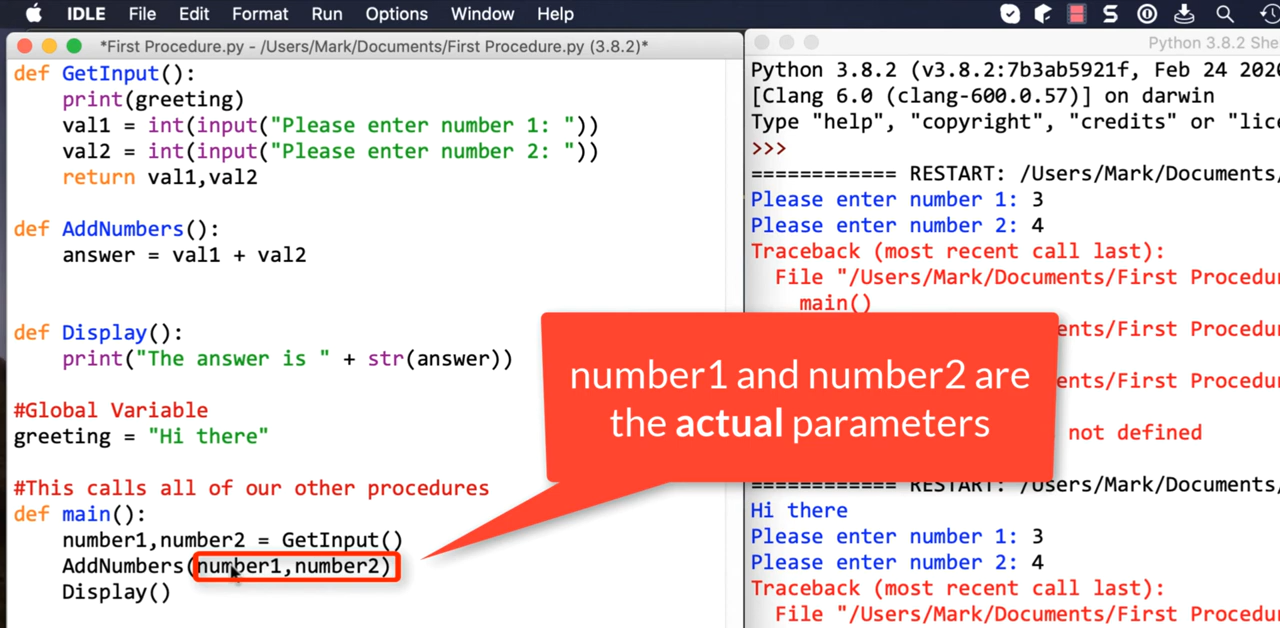 IDLE File Edit Format Run Options Window Help
*First Procedure.py - /Users/Mark/Documents/First Procedure.py (3.8.2)*
def GetInput():
print(greeting)
val1 = int(input("Please enter number 1: "))
val2 = int(input("Please enter number 2: "))
return val1,val2
def AddNumbers():
answer = val1 + val2
def Display():
print("The answer is " + str(answer))
#Global Variable
greeting = "Hi there"
#This calls all of our other procedures
def main():
number1,number2 = GetInput()
AddNumbers(number1,number2)
Display()
number1 and number2 are
the actual parameters
Python 3.8.2 She
Python 3.8.2 (v3.8.2:7b3ab5921f, Feb 24 2020
[Clang 6.0 (clang-600.0.57)] on darwin
Type "help", "copyright", "credits" or "lice
>>>
============ RESTART: /Users/Mark/Documents/
Please enter number 1: 3
Please enter number 2: 4
Traceback (most recent call last):
File "/Users/Mark/Documents/First Procedur
main()
ents/First Procedur
ents/First Procedur
not defined
============ RESTART: /Users/Mark/Documents/
Hi there
Please enter number 1: 3
Please enter number 2: 4
Traceback (most recent call last):
File "/Users/Mark/Documents/First Procedur